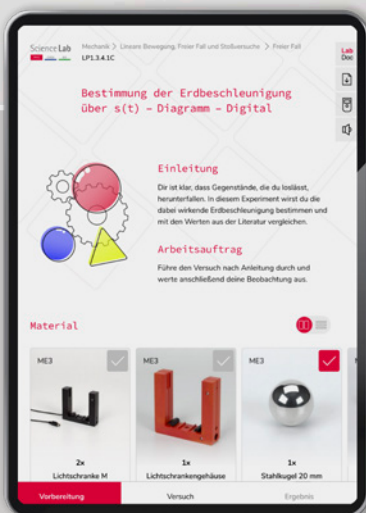 Science Lab
Mechanik > Lineare Bewegung, Freier Fall und Stoßversuche > Freier Fall
LP1.3.4.1C
Lab
Doc
Bestimmung der Erdbeschleunigung
über s(t) – Diagramm – Digital
Einleitung
Dir ist klar, dass Gegenstände, die du loslässt,
herunterfallen. In diesem Experiment wirst du die
dabei wirkende Erdbeschleunigung bestimmen und
mit den Werten aus der Literatur vergleichen.
Arbeitsauftrag
Führe den Versuch nach Anleitung durch und
werte anschließend deine Beobachtung aus.
Material
ME3
2x
Lichtschranke M
ME3
1x
Lichtschrankengehäuse
ME3
1x
Stahlkugel 20 mm
Vorbereitung
Versuch
Ergebnis